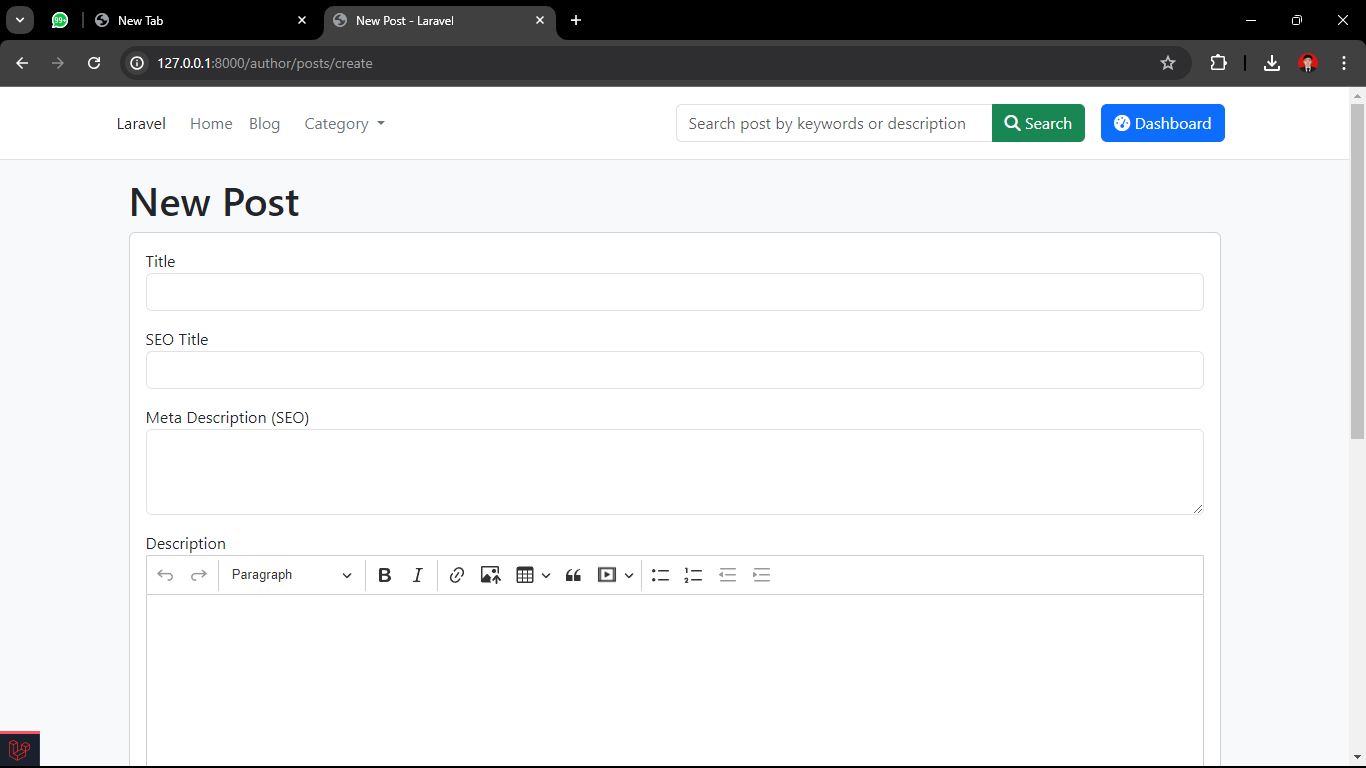 99+ New Tab New Post - Laravel
127.0.0.1:8000/author/posts/create
Laravel Home Blog Category Search post by keywords or description Search Dashboard
New Post
Title
SEO Title
Meta Description (SEO)
Description
Paragraph B I